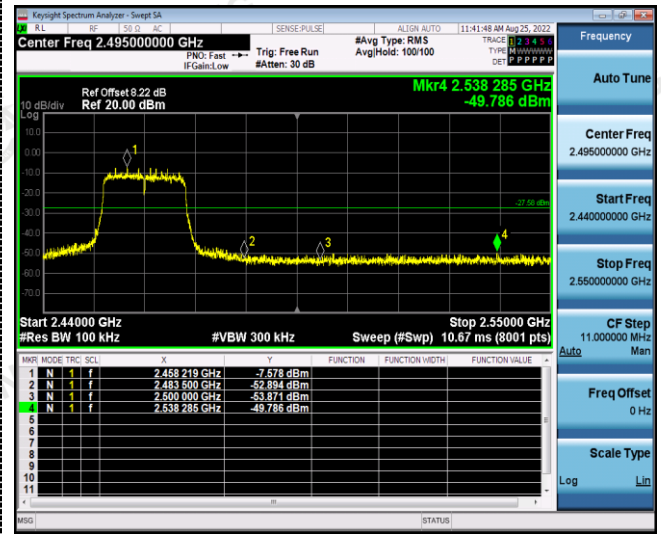 Keysight Spectrum Analyzer - Swept SA
RL RF 50 Ω AC SENSE:PULSE ALIGN AUTO 11:41:48 AM Aug 25, 2022
Center Freq 2.495000000 GHz
PNO: Fast
IFGain:Low
Trig: Free Run
#Atten: 30 dB
#Avg Type: RMS
Avg|Hold: 100/100
TRACE 1 2 3 4 5 6
TYPE M W W W W W
DET P P P P P P
Ref Offset 8.22 dB
Ref 20.00 dBm
10 dB/div
Log
Mkr4 2.538 285 GHz
-49.786 dBm
10.0
0.00
-10.0
-20.0
-30.0
-40.0
-50.0
-60.0
-70.0
1
2
3
4
-27.50 dBm
Start 2.44000 GHz
Stop 2.55000 GHz
#Res BW 100 kHz
#VBW 300 kHz
Sweep (#Swp) 10.67 ms (8001 pts)
MKR MODE TRC SCL X Y FUNCTION FUNCTION WIDTH FUNCTION VALUE
1 N 1 f 2.458 219 GHz -7.578 dBm
2 N 1 f 2.483 500 GHz -52.894 dBm
3 N 1 f 2.500 000 GHz -53.871 dBm
4 N 1 f 2.538 285 GHz -49.786 dBm
5
6
7
8
9
10
11
MSG
STATUS
Frequency
Auto Tune
Center Freq
2.495000000 GHz
Start Freq
2.440000000 GHz
Stop Freq
2.550000000 GHz
CF Step
11.000000 MHz
Auto Man
Freq Offset
0 Hz
Scale Type
Log Lin